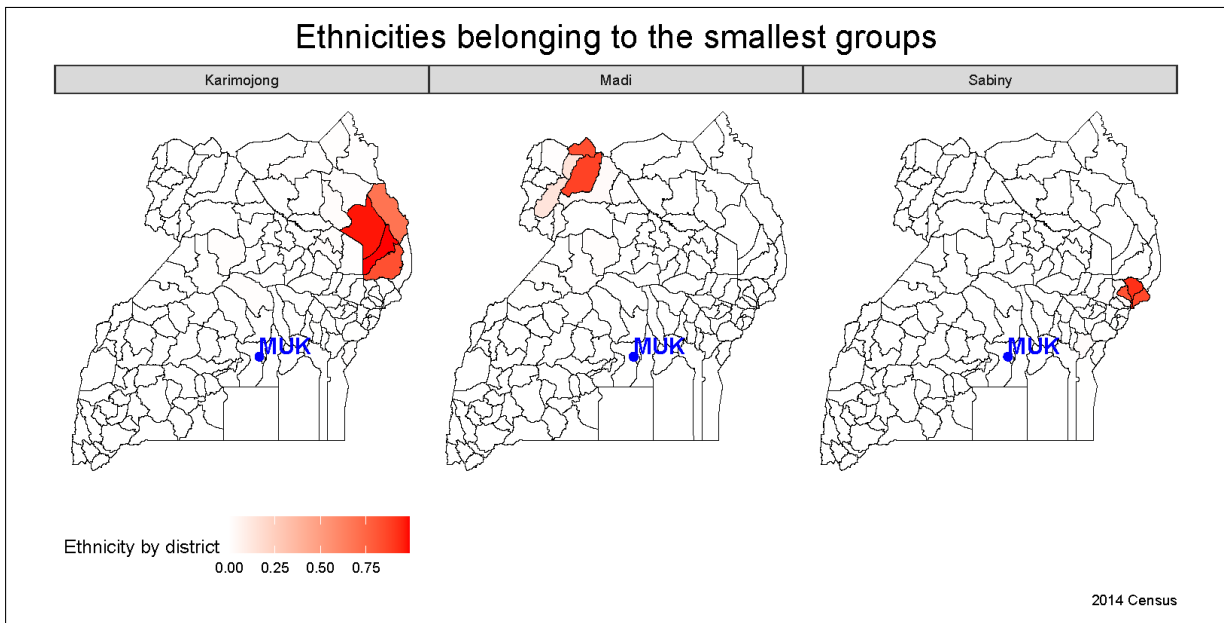 Ethnicities belonging to the smallest groups
Karimojong Madi Sabiny
MUK MUK MUK
Ethnicity by district
0.00 0.25 0.50 0.75
2014 Census